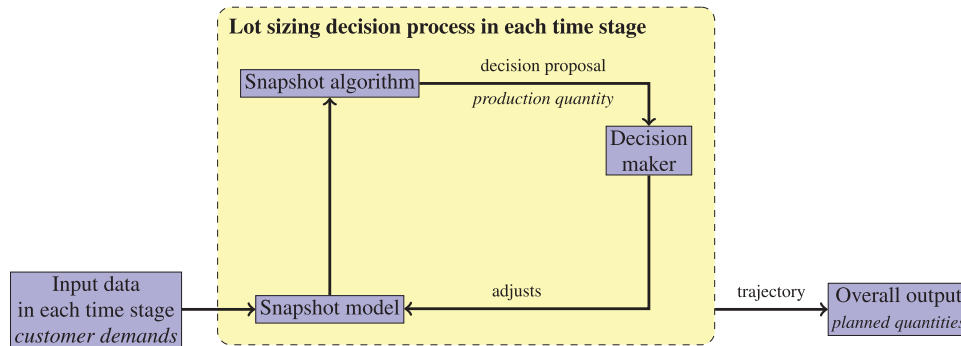 Lot sizing decision process in each time stage
Snapshot algorithm
decision proposal
production quantity
Decision
maker
Input data
in each time stage
customer demands
Snapshot model
adjusts
trajectory
Overall output
planned quantities